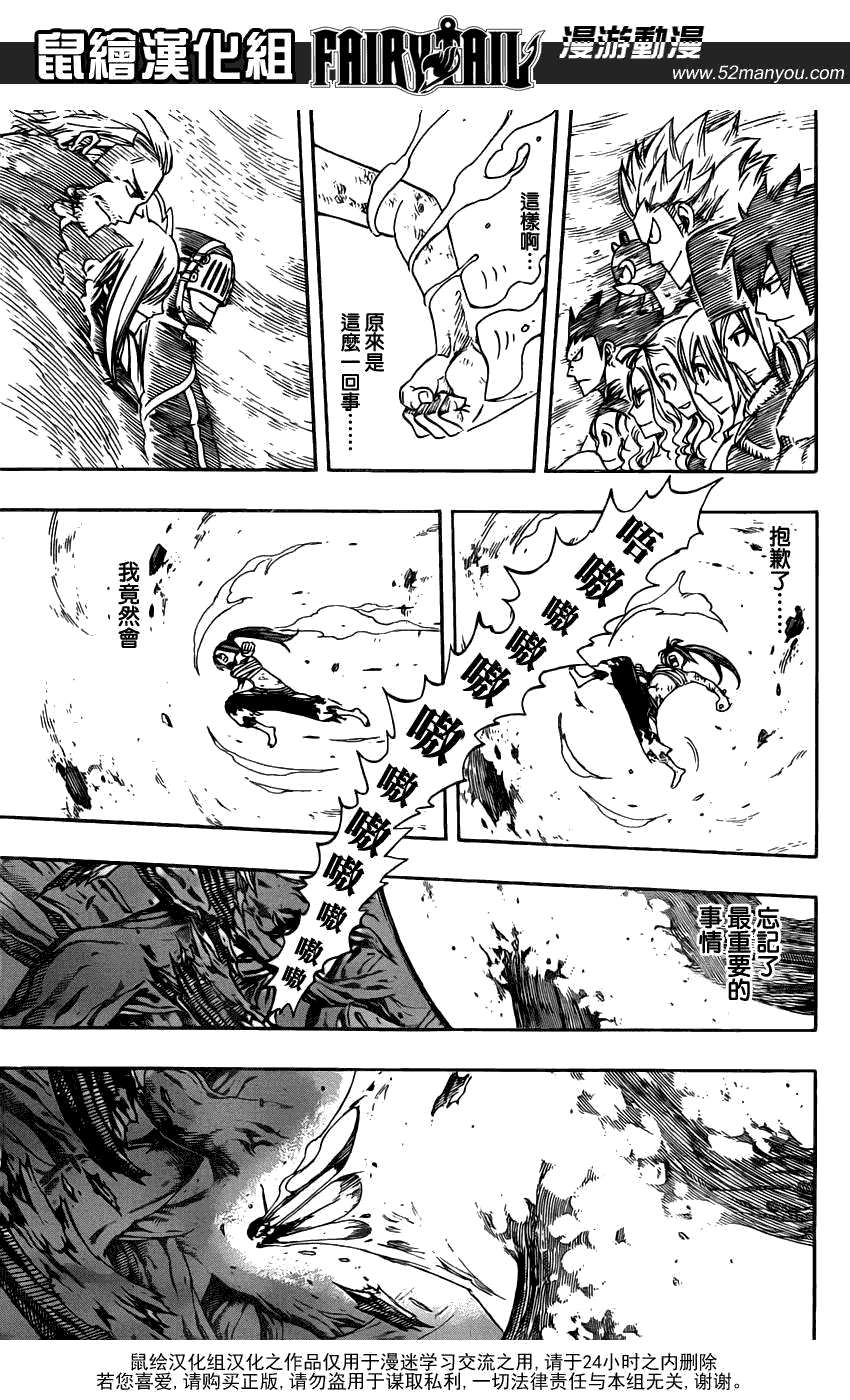 鼠繪漢化組
FAIRY TAIL
漫游動漫
www.52manyou.com
這樣啊…
原來是
這麼一回事……
抱歉了……
唔嗷嗷嗷嗷嗷嗷嗷嗷嗷嗷嗷
我竟然會
忘記了
最重要的
事情
鼠绘汉化组汉化之作品仅用于漫迷学习交流之用, 请于24小时之内删除
若您喜爱, 请购买正版, 请勿盗用于谋取私利, 一切法律责任与本组无关, 谢谢。